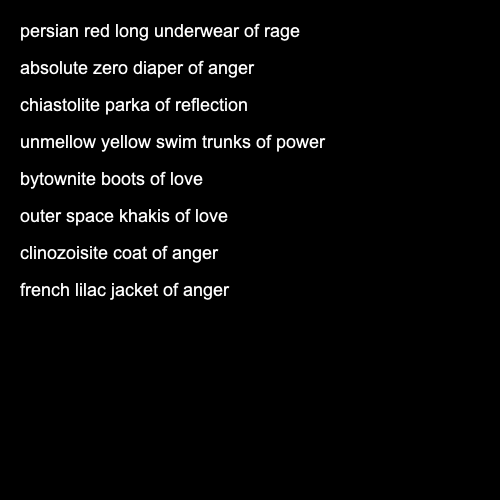 persian red long underwear of rage
absolute zero diaper of anger
chiastolite parka of reflection
unmellow yellow swim trunks of power
bytownite boots of love
outer space khakis of love
clinozoisite coat of anger
french lilac jacket of anger